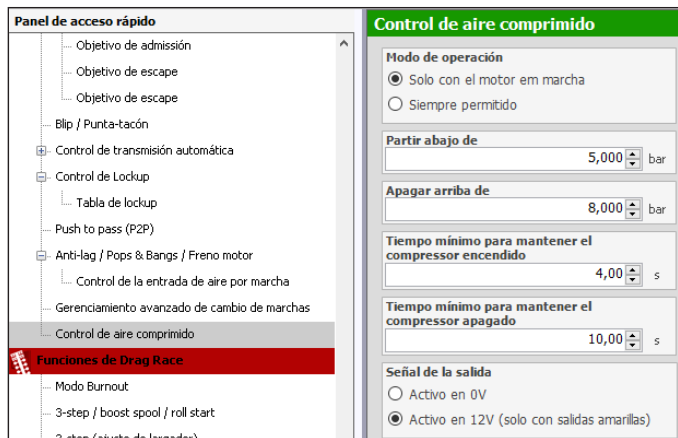 Panel de acceso rápido
Objetivo de admisión
Objetivo de escape
Objetivo de escape
Blip / Punta-tacón
Control de transmisión automática
Control de Lockup
Tabla de lockup
Push to pass (P2P)
Anti-lag / Pops & Bangs / Freno motor
Control de la entrada de aire por marcha
Gerenciamiento avanzado de cambio de marchas
Control de aire comprimido
Funciones de Drag Race
Modo Burnout
3-step / boost spool / roll start
Control de aire comprimido
Modo de operación
Solo con el motor em marcha
Siempre permitido
Partir abajo de
5,000 bar
Apagar arriba de
8,000 bar
Tiempo mínimo para mantener el
compressor encendido
4,00 s
Tiempo mínimo para mantener el
compressor apagado
10,00 s
Señal de la salida
Activo en 0V
Activo en 12V (solo con salidas amarillas)